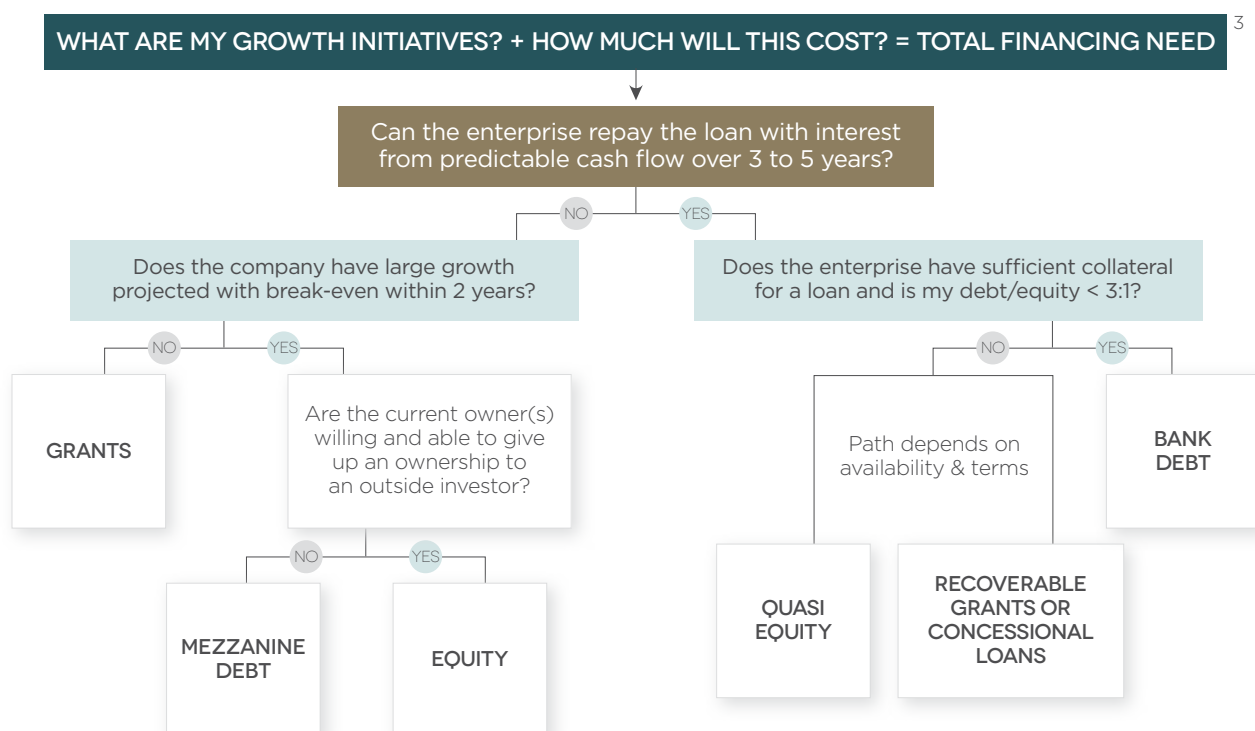 WHAT ARE MY GROWTH INITIATIVES? + HOW MUCH WILL THIS COST? = TOTAL FINANCING NEED
3
Can the enterprise repay the loan with interest
from predictable cash flow over 3 to 5 years?
NO
YES
Does the company have large growth
projected with break-even within 2 years?
Does the enterprise have sufficient collateral
for a loan and is my debt/equity < 3:1?
NO
YES
NO
YES
GRANTS
Are the current owner(s)
willing and able to give
up an ownership to
an outside investor?
Path depends on
availability & terms
BANK
DEBT
NO
YES
MEZZANINE
DEBT
EQUITY
QUASI
EQUITY
RECOVERABLE
GRANTS OR
CONCESSIONAL
LOANS